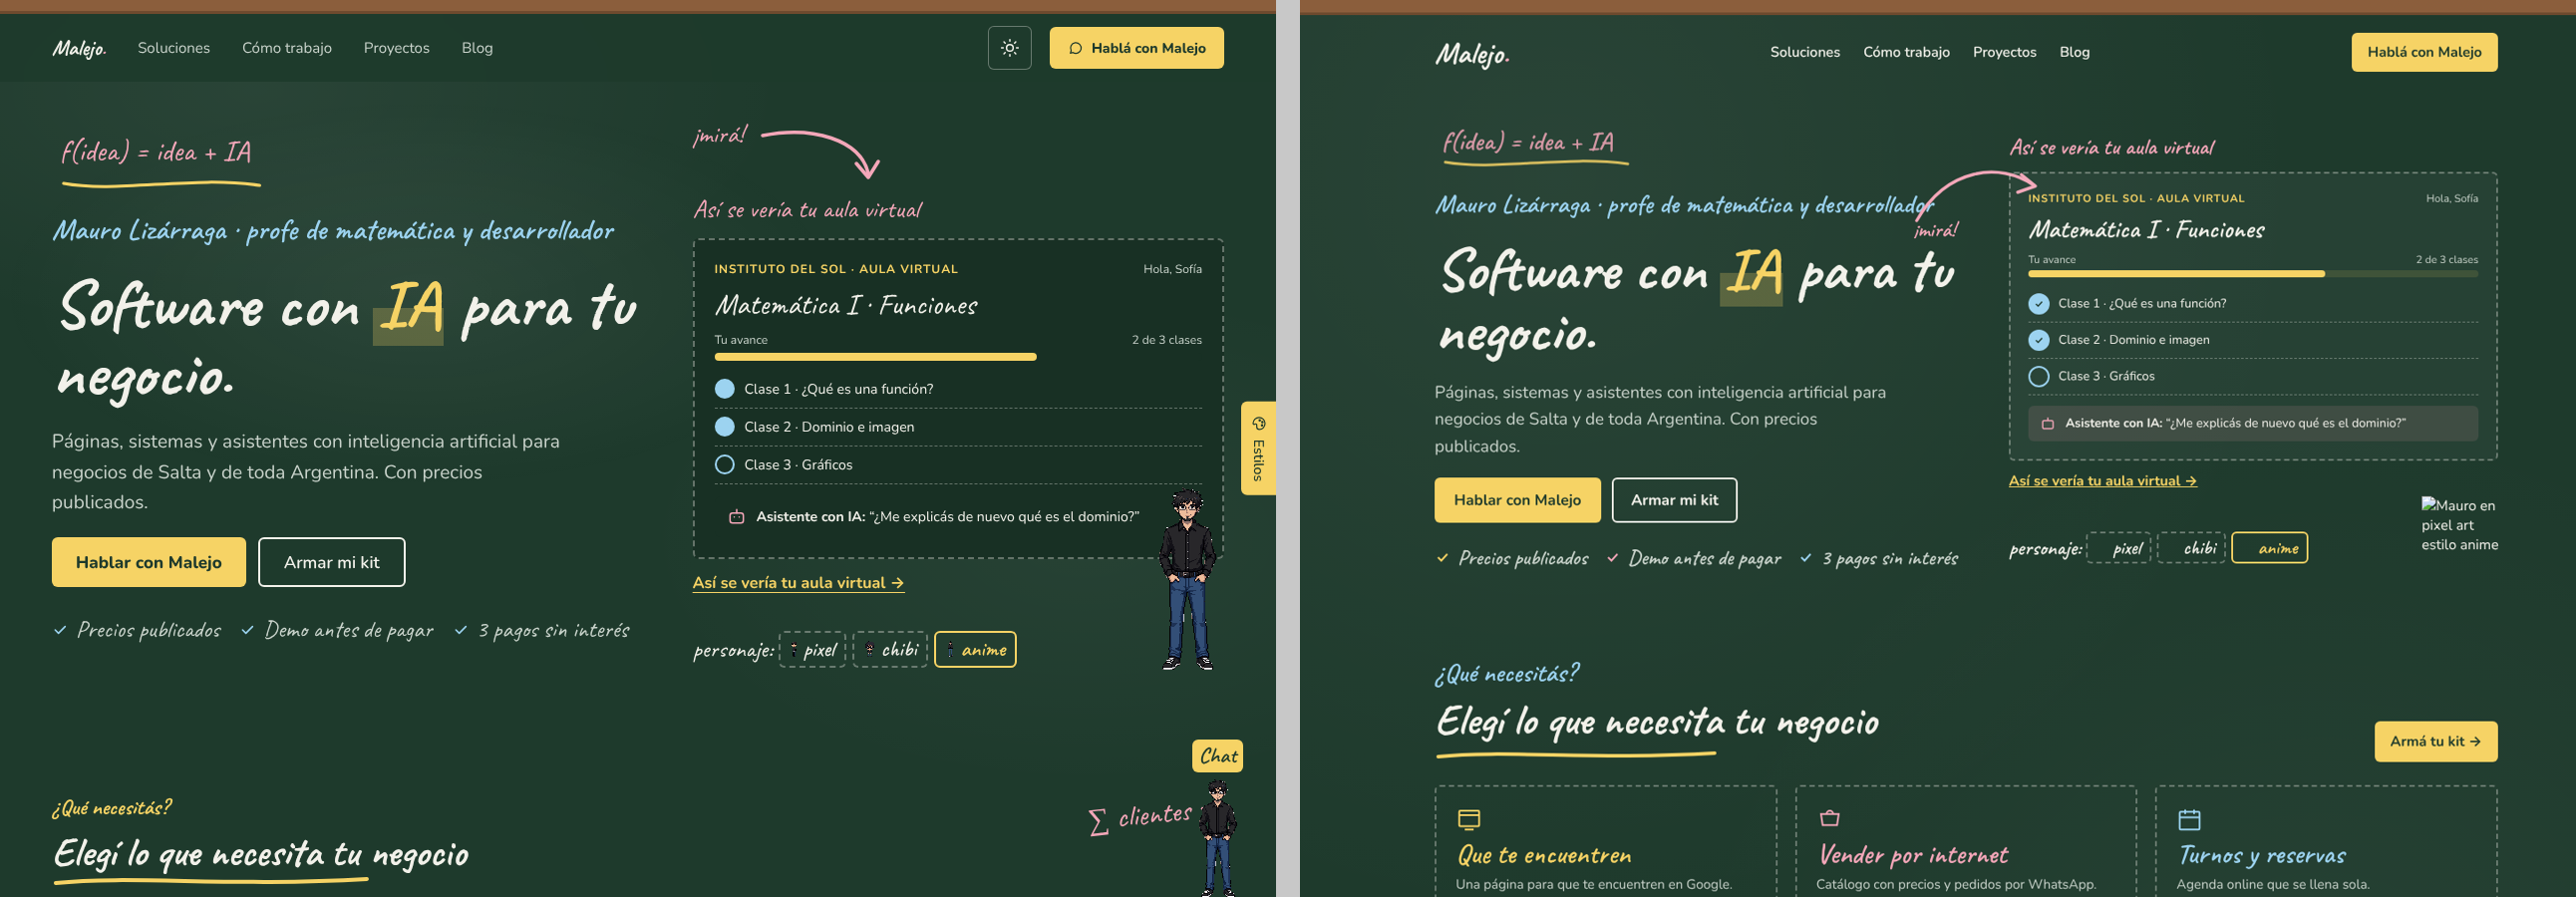 Malejo.
Soluciones
Cómo trabajo
Proyectos
Blog
Hablá con Malejo
f(idea) = idea + IA
Mauro Lizárraga · profe de matemática y desarrollador
Software con IA para tu
negocio.
Páginas, sistemas y asistentes con inteligencia artificial para
negocios de Salta y de toda Argentina. Con precios
publicados.
Hablar con Malejo
Armar mi kit
Precios publicados
Demo antes de pagar
3 pagos sin interés
¡mirá!
Así se vería tu aula virtual
INSTITUTO DEL SOL · AULA VIRTUAL
Hola, Sofía
Matemática I · Funciones
Tu avance
2 de 3 clases
Clase 1 · ¿Qué es una función?
Clase 2 · Dominio e imagen
Clase 3 · Gráficos
Asistente con IA: “¿Me explicás de nuevo qué es el dominio?”
Así se vería tu aula virtual →
personaje:
pixel
chibi
anime
Estilos
Chat
∑ clientes
¿Qué necesitás?
Elegí lo que necesita tu negocio
Malejo.
Soluciones
Cómo trabajo
Proyectos
Blog
Hablá con Malejo
f(idea) = idea + IA
Mauro Lizárraga · profe de matemática y desarrollador
¡mirá!
Software con IA para tu
negocio.
Páginas, sistemas y asistentes con inteligencia artificial para
negocios de Salta y de toda Argentina. Con precios
publicados.
Hablar con Malejo
Armar mi kit
Precios publicados
Demo antes de pagar
3 pagos sin interés
Así se vería tu aula virtual
INSTITUTO DEL SOL · AULA VIRTUAL
Hola, Sofía
Matemática I · Funciones
Tu avance
2 de 3 clases
Clase 1 · ¿Qué es una función?
Clase 2 · Dominio e imagen
Clase 3 · Gráficos
Asistente con IA: “¿Me explicás de nuevo qué es el dominio?”
Así se vería tu aula virtual →
personaje:
pixel
chibi
anime
Mauro en
pixel art
estilo anime
¿Qué necesitás?
Elegí lo que necesita tu negocio
Armá tu kit →
Que te encuentren
Una página para que te encuentren en Google.
Vender por internet
Catálogo con precios y pedidos por WhatsApp.
Turnos y reservas
Agenda online que se llena sola.